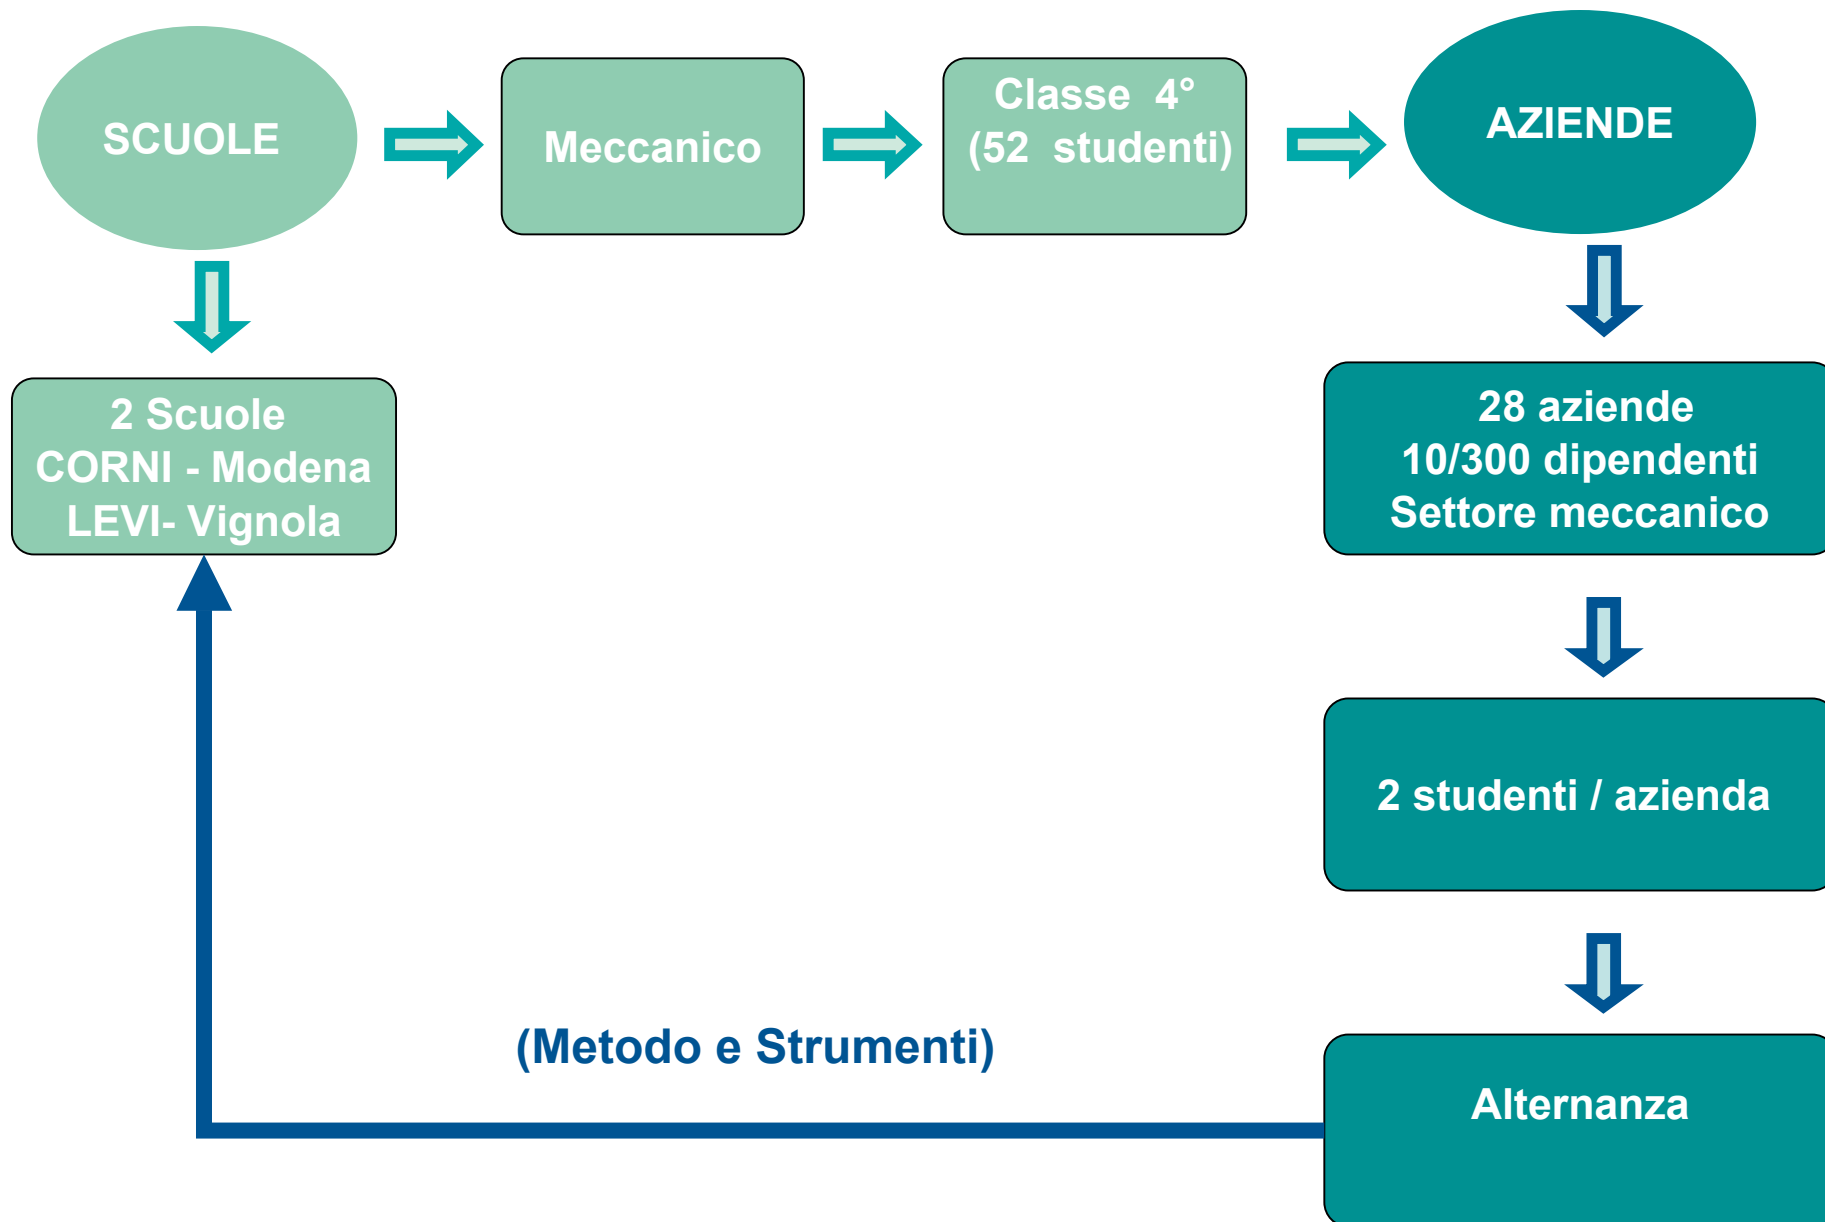 SCUOLE
Meccanico
Classe 4°
(52 studenti)
AZIENDE
2 Scuole
CORNI - Modena
LEVI- Vignola
28 aziende
10/300 dipendenti
Settore meccanico
2 studenti / azienda
(Metodo e Strumenti)
Alternanza